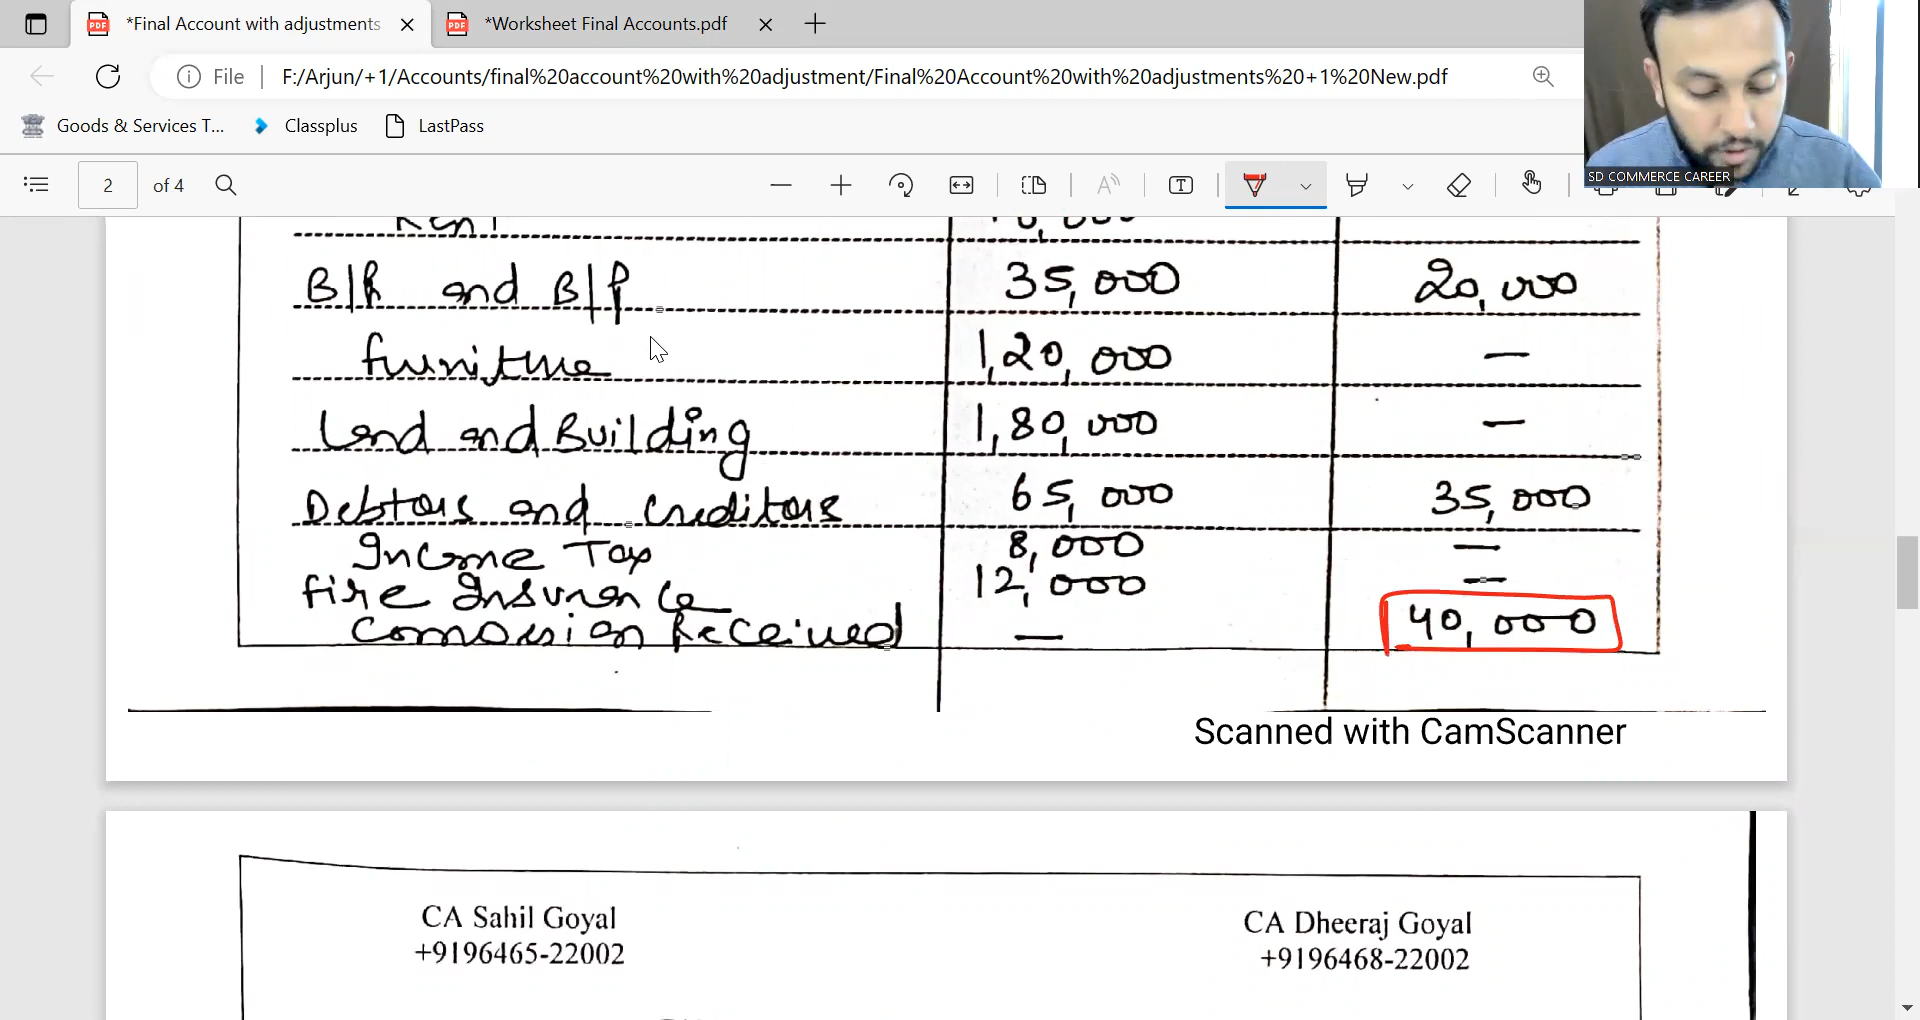 *Final Account with adjustments
*Worksheet Final Accounts.pdf
File F:/Arjun/+1/Accounts/final%20account%20with%20adjustment/Final%20Account%20with%20adjustments%20+1%20New.pdf
Goods & Services T...
Classplus
LastPass
2 of 4
SD COMMERCE CAREER
Rent
B/R and B/P 35,000 20,000
Furniture 1,20,000 —
Land and Building 1,80,000 —
Debtors and Creditors 65,000 35,000
Income Tax 8,000 —
Fire Insurance 12,000 —
Commission Received — 40,000
Scanned with CamScanner
CA Sahil Goyal
+9196465-22002
CA Dheeraj Goyal
+9196468-22002